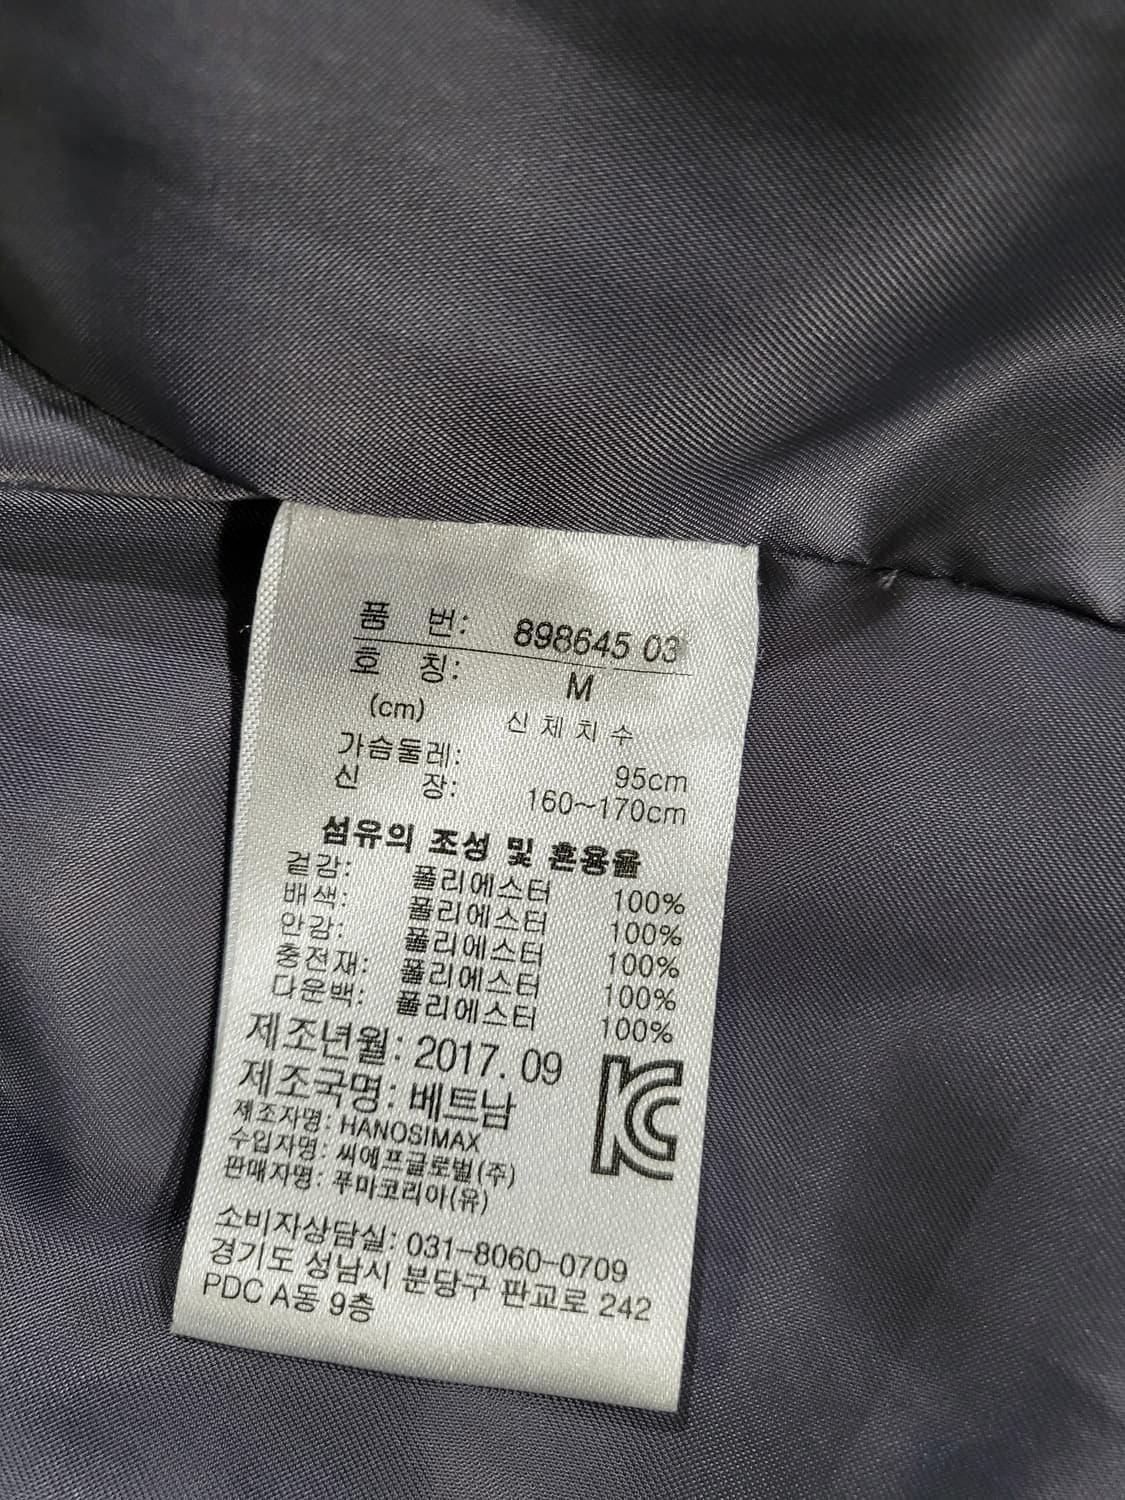 품 번: 898645 03
호 칭: M
(cm) 신체치수
가슴둘레: 95cm
신 장: 160~170cm
섬유의 조성 및 혼용율
겉감: 폴리에스터 100%
배색: 폴리에스터 100%
안감: 폴리에스터 100%
충전재: 폴리에스터 100%
다운백: 폴리에스터 100%
제조년월: 2017. 09
제조국명: 베트남
제조자명: HANOSIMAX
수입자명: 씨에프글로벌(주)
판매자명: 푸마코리아(유)
소비자상담실: 031-8060-0709
경기도 성남시 분당구 판교로 242
PDC A동 9층
KC